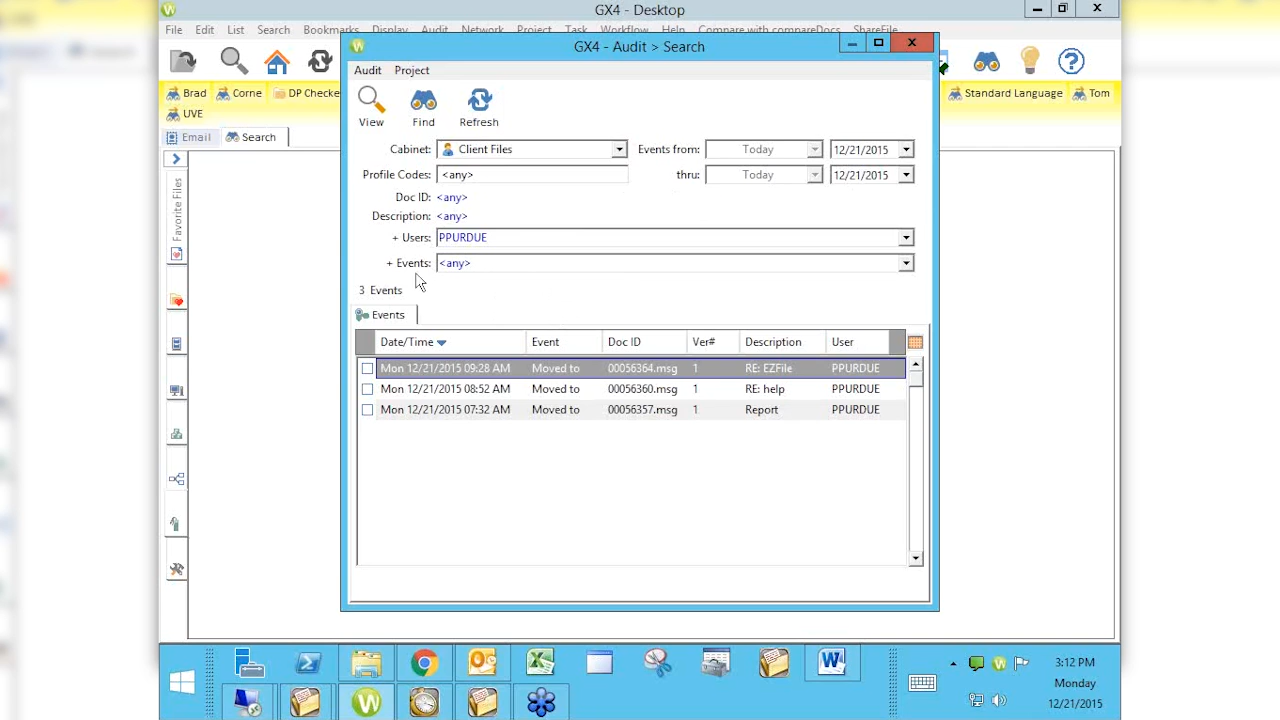 GX4 - Desktop
File Edit List Search Bookmarks Display Audit Network Project Task Workflow Help Compare with compareDocs ShareFile
GX4 - Audit > Search
Audit Project
View Find Refresh
Brad Corne DP Checke Standard Language Tom
UVE
Email Search
Favorite Files
Cabinet: Client Files Events from: Today 12/21/2015
Profile Codes: <any> thru: Today 12/21/2015
Doc ID: <any>
Description: <any>
+ Users: PPURDUE
+ Events: <any>
3 Events
Events
Date/Time Event Doc ID Ver# Description User
Mon 12/21/2015 09:28 AM Moved to 00056364.msg 1 RE: EZFile PPURDUE
Mon 12/21/2015 08:52 AM Moved to 00056360.msg 1 RE: help PPURDUE
Mon 12/21/2015 07:32 AM Moved to 00056357.msg 1 Report PPURDUE
3:12 PM
Monday
12/21/2015